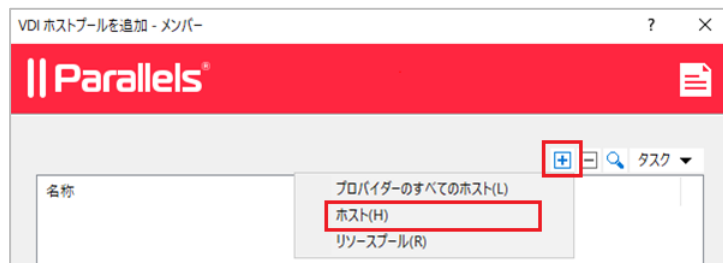 VDI ホストプールを追加 - メンバー
? ×
Parallels®
タスク ▼
名称
プロバイダーのすべてのホスト(L)
ホスト(H)
リソースプール(R)